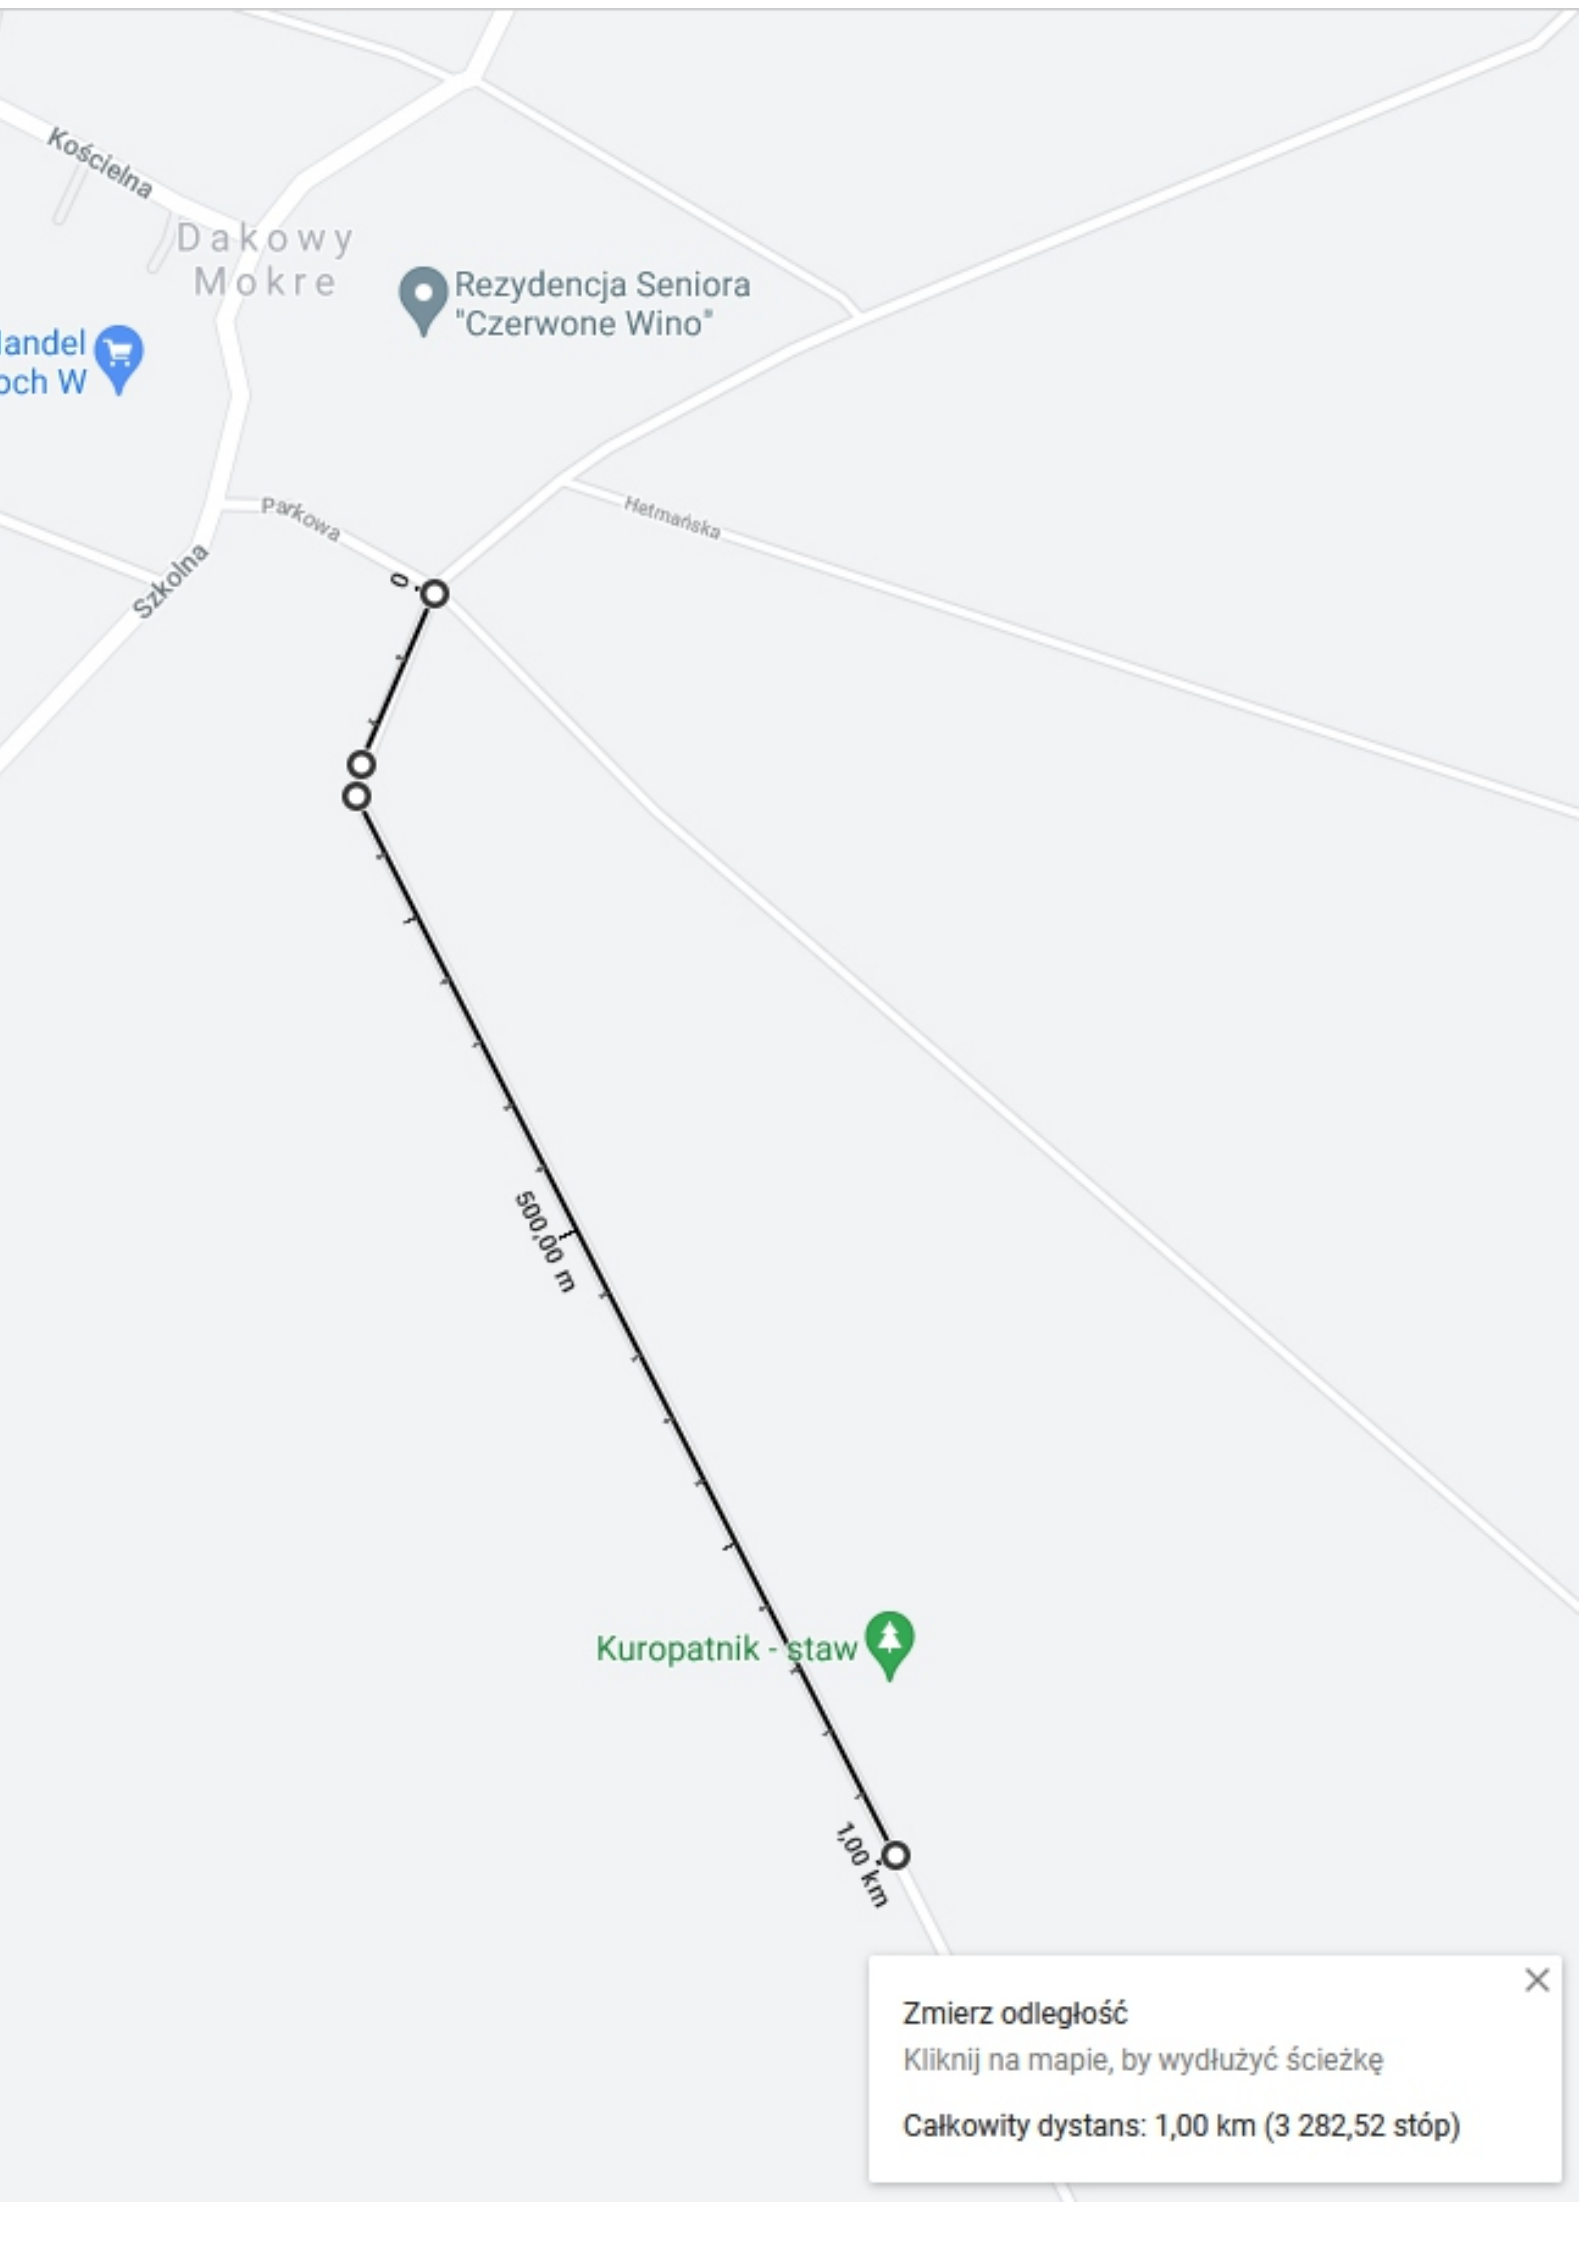 Kościelna
Dakowy
Mokre
Rezydencja Seniora
"Czerwone Wino"
andel
och W
Parkowa
Hetmańska
Szkolna
0
500,00 m
Kuropatnik - staw
1,00 km
Zmierz odległość
Kliknij na mapie, by wydłużyć ścieżkę
Całkowity dystans: 1,00 km (3 282,52 stóp)